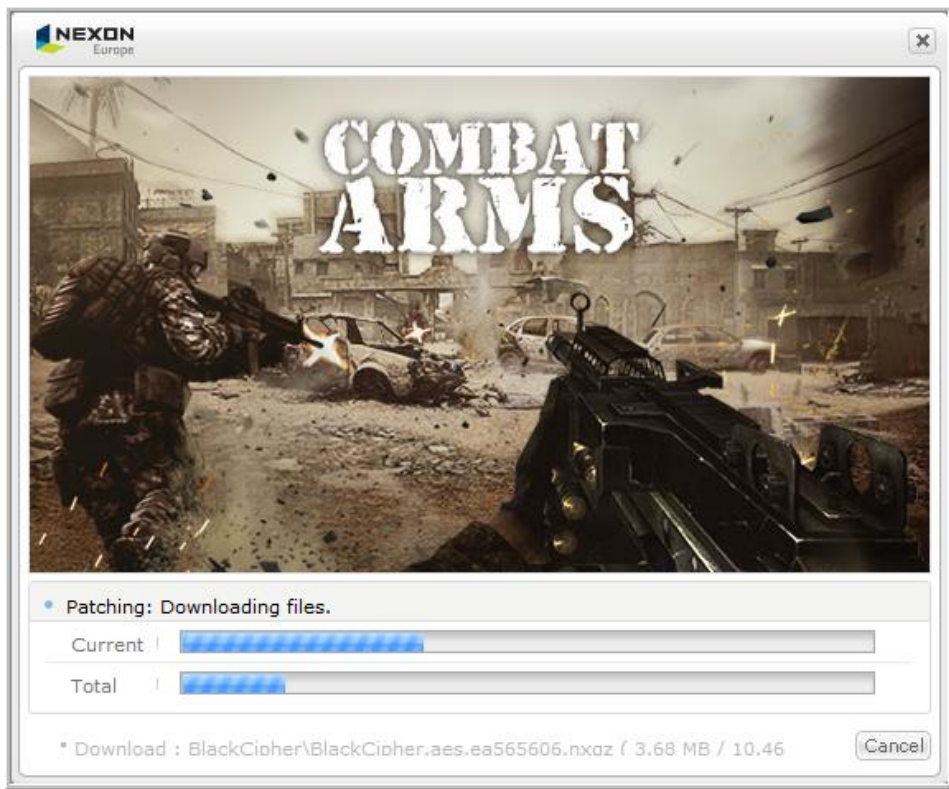 NEXON
Europe
COMBAT
ARMS
Patching: Downloading files.
Current
Total
* Download : BlackCipher\BlackCipher.aes.ea565606.nxgz ( 3.68 MB / 10.46
Cancel